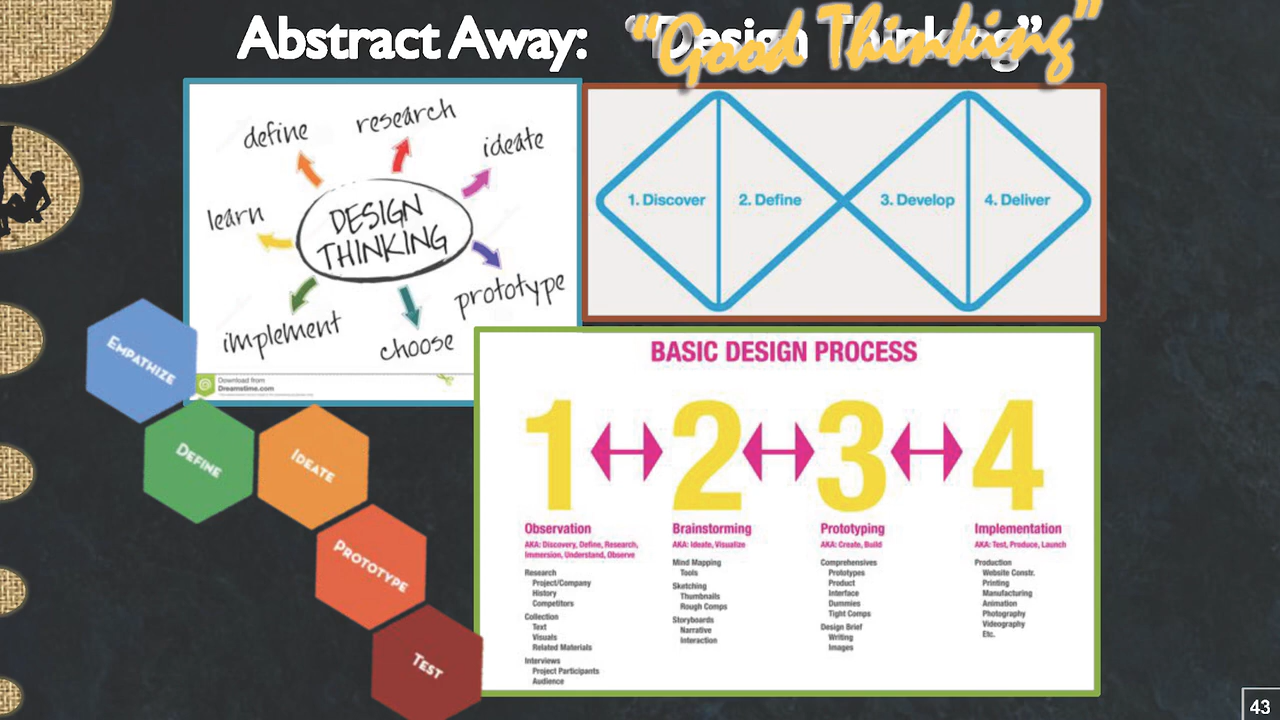 Abstract Away: "Design Thinking"
"Good Thinking"
define
research
ideate
learn
DESIGN
THINKING
prototype
implement
choose
Download from
Dreamstime.com
1. Discover
2. Define
3. Develop
4. Deliver
EMPATHIZE
DEFINE
IDEATE
PROTOTYPE
TEST
BASIC DESIGN PROCESS
1 2 3 4
Observation
AKA: Discovery, Define, Research,
Immersion, Understand, Observe
Research
Project/Company
History
Competitors
Collection
Text
Visuals
Related Materials
Interviews
Project Participants
Audience
Brainstorming
AKA: Ideate, Visualize
Mind Mapping
Tools
Sketching
Thumbnails
Rough Comps
Storyboards
Narrative
Interaction
Prototyping
AKA: Create, Build
Comprehensives
Prototypes
Product
Interface
Dummies
Tight Comps
Design Brief
Writing
Images
Implementation
AKA: Test, Produce, Launch
Production
Website Constr.
Printing
Manufacturing
Animation
Photography
Videography
Etc.
43